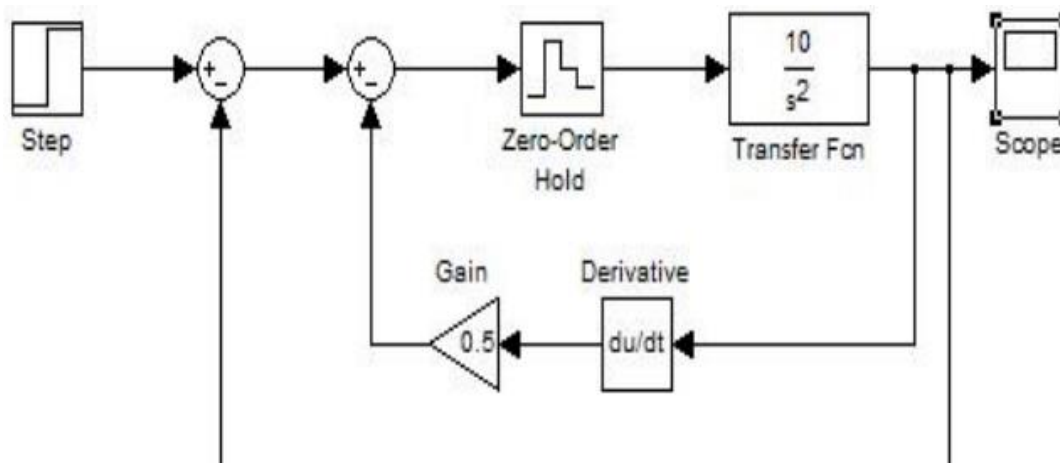 10
s2
Step
+
−
+
−
Zero-Order
Hold
Transfer Fcn
Scope
Gain
Derivative
0.5
du/dt